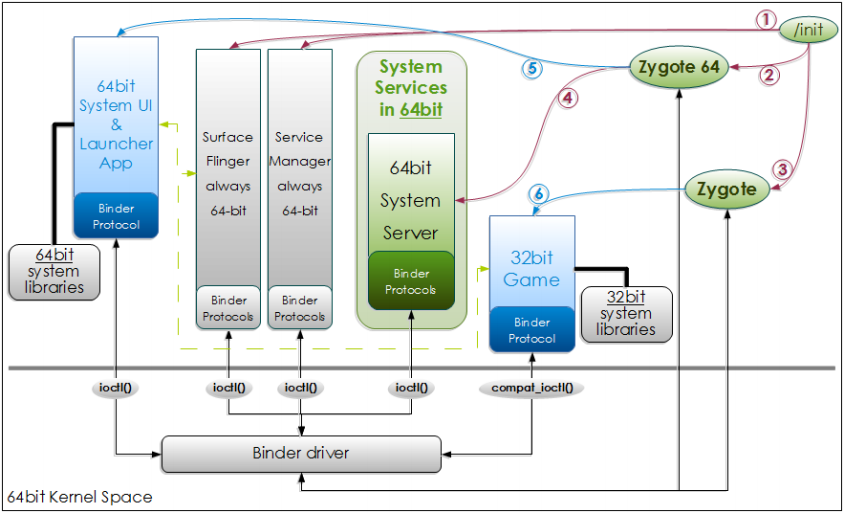 ①
/init
②
③
④
⑤
⑥
Zygote 64
Zygote
64bit
System UI
&
Launcher
App
Binder
Protocol
64bit
system
libraries
Surface
Flinger
always
64-bit
Binder
Protocols
Service
Manager
always
64-bit
Binder
Protocols
System
Services
in 64bit
64bit
System
Server
Binder
Protocols
32bit
Game
Binder
Protocol
32bit
system
libraries
ioctl()
ioctl()
ioctl()
ioctl()
compat_ioctl()
Binder driver
64bit Kernel Space